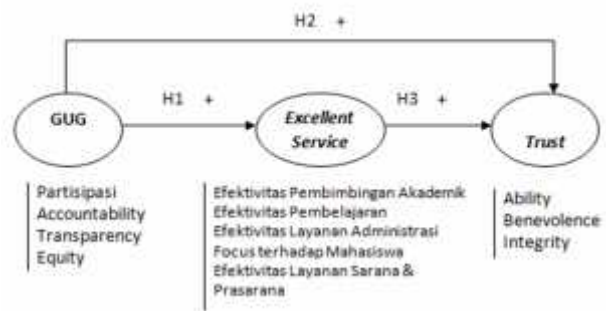 H2 +
H1 +
H3 +
GUG
Excellent
Service
Trust
Partisipasi
Accountability
Transparency
Equity
Efektivitas Pembimbingan Akademik
Efektivitas Pembelajaran
Efektivitas Layanan Administrasi
Focus terhadap Mahasiswa
Efektivitas Layanan Sarana &
Prasarana
Ability
Benevolence
Integrity